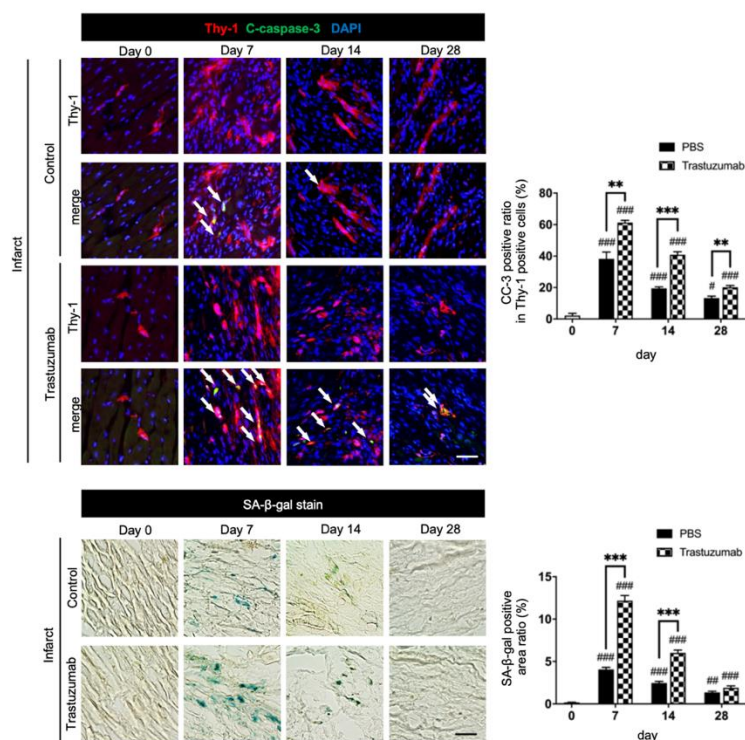 Thy-1 C-caspase-3 DAPI
Day 0 Day 7 Day 14 Day 28
Infarct
Control
Thy-1
merge
Trastuzumab
Thy-1
merge
PBS
Trastuzumab
CC-3 positive ratio
in Thy-1 positive cells (%)
80
60
40
20
0
** *** **
### ### ### ### # ###
0 7 14 28
day
SA-β-gal stain
Day 0 Day 7 Day 14 Day 28
Infarct
Control
Trastuzumab
PBS
Trastuzumab
SA-β-gal positive
area ratio (%)
15
10
5
0
*** ***
### ### ### ### ## ###
0 7 14 28
day